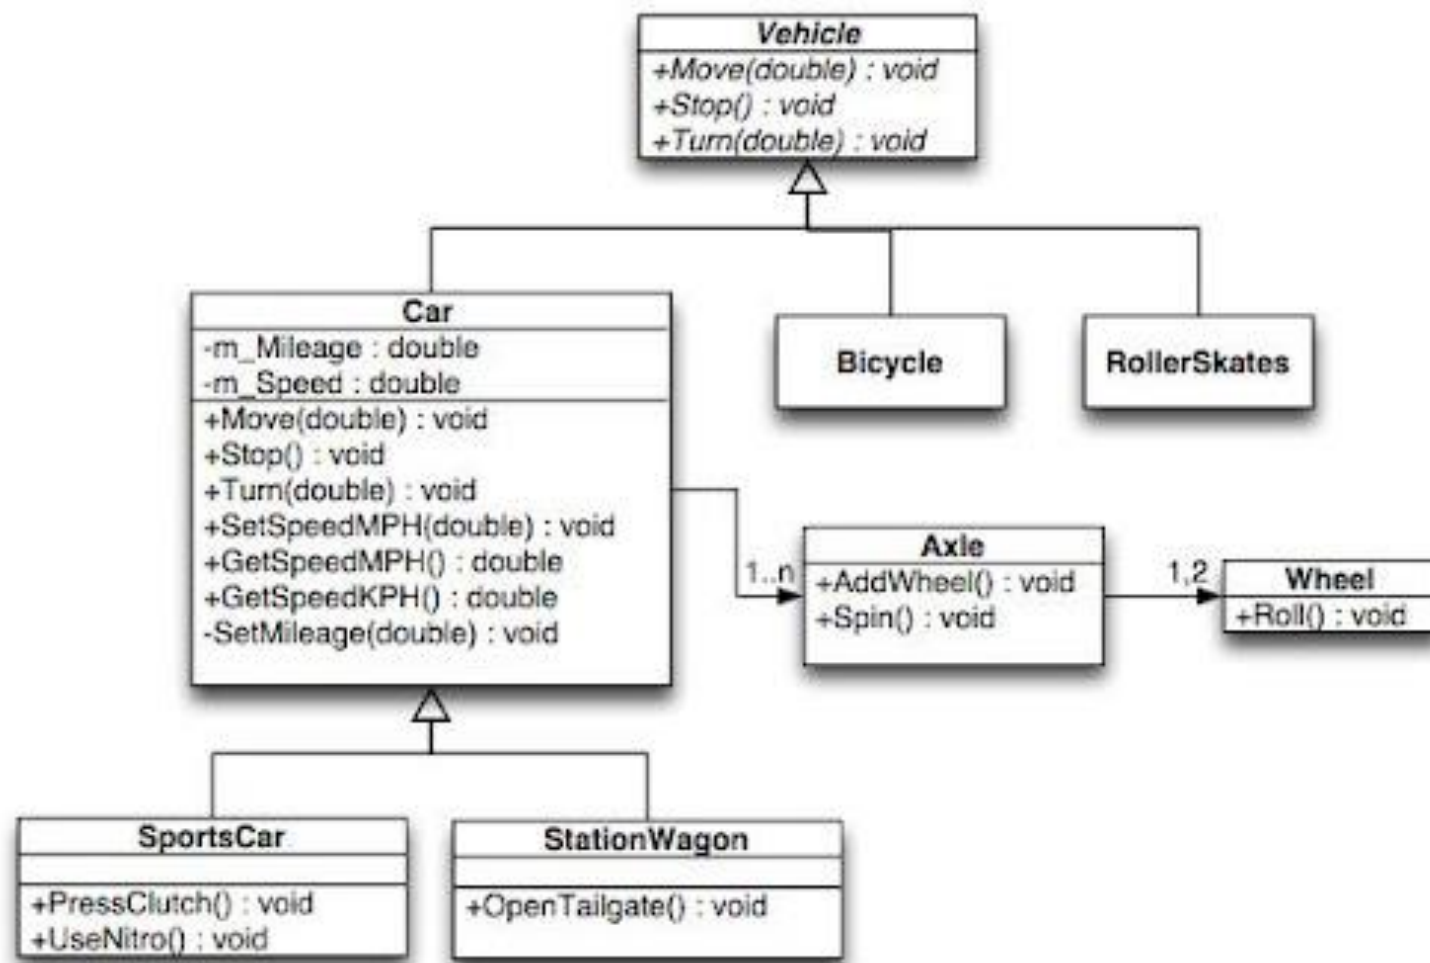 Vehicle
+Move(double) : void
+Stop() : void
+Turn(double) : void
Car
-m_Mileage : double
-m_Speed : double
+Move(double) : void
+Stop() : void
+Turn(double) : void
+SetSpeedMPH(double) : void
+GetSpeedMPH() : double
+GetSpeedKPH() : double
-SetMileage(double) : void
Bicycle
RollerSkates
1..n
Axle
+AddWheel() : void
+Spin() : void
1,2
Wheel
+Roll() : void
SportsCar
+PressClutch() : void
+UseNitro() : void
StationWagon
+OpenTailgate() : void